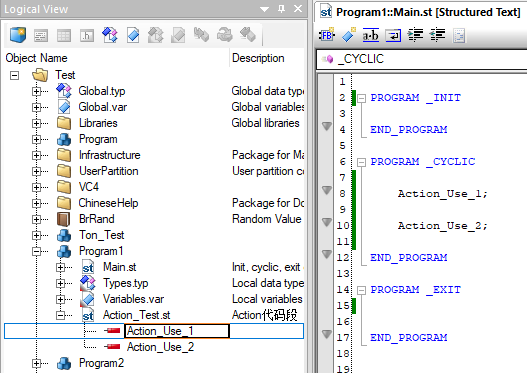 Logical View
Object Name Description
Test
Global.typ Global data type
Global.var Global variables
Libraries Global libraries
Program
Infrastructure Package for Ma
UserPartition User partition co
VC4
ChineseHelp Package for Do
BrRand Random Value
Ton_Test
Program1
Main.st Init, cyclic, exit
Types.typ Local data type
Variables.var Local variables
Action_Test.st Action代码段
Action_Use_1
Action_Use_2
Program2
Program1::Main.st [Structured Text]
FB a·b
_CYCLIC
1
2 PROGRAM _INIT
3
4 END_PROGRAM
5
6 PROGRAM _CYCLIC
7
8 Action_Use_1;
9
10 Action_Use_2;
11
12 END_PROGRAM
13
14 PROGRAM _EXIT
15
16
17 END_PROGRAM
18
19